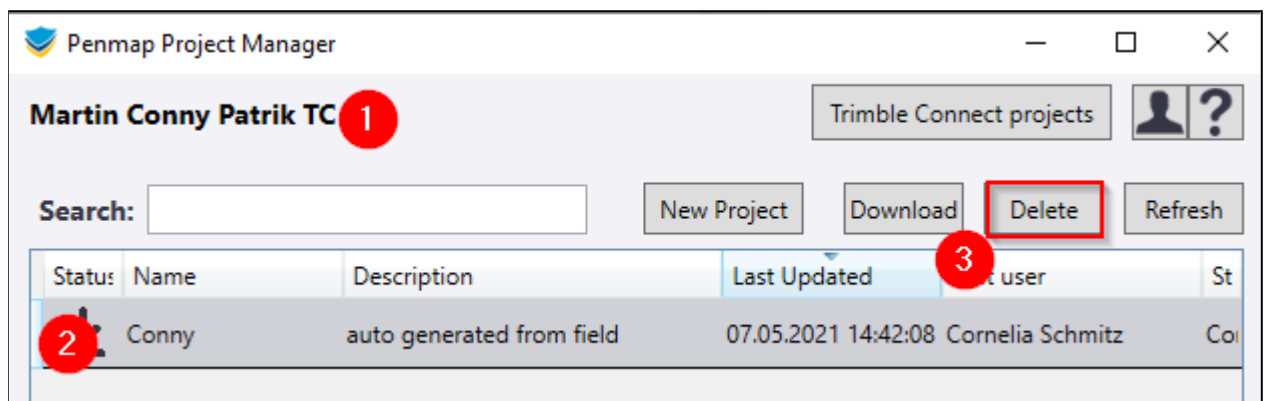 Penmap Project Manager
Martin Conny Patrik TC 1 Trimble Connect projects ?
Search: New Project Download Delete Refresh
3
Status Name Description Last Updated user St
2 Conny auto generated from field 07.05.2021 14:42:08 Cornelia Schmitz Co